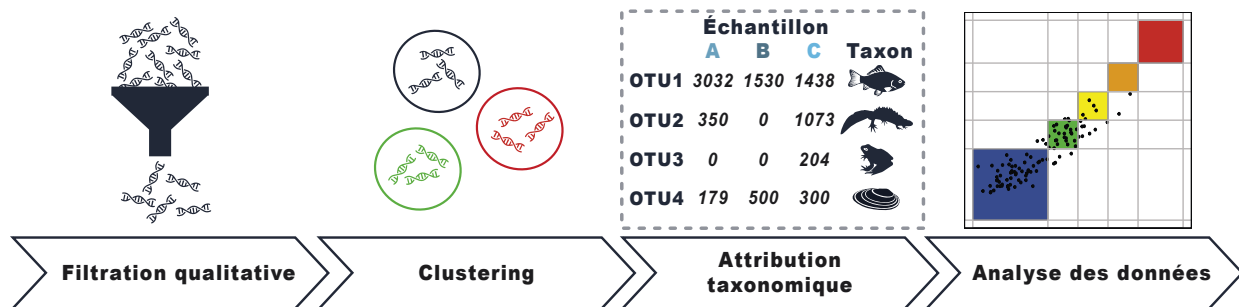 Échantillon
A B C Taxon
OTU1 3032 1530 1438
OTU2 350 0 1073
OTU3 0 0 204
OTU4 179 500 300
Filtration qualitative
Clustering
Attribution
taxonomique
Analyse des données